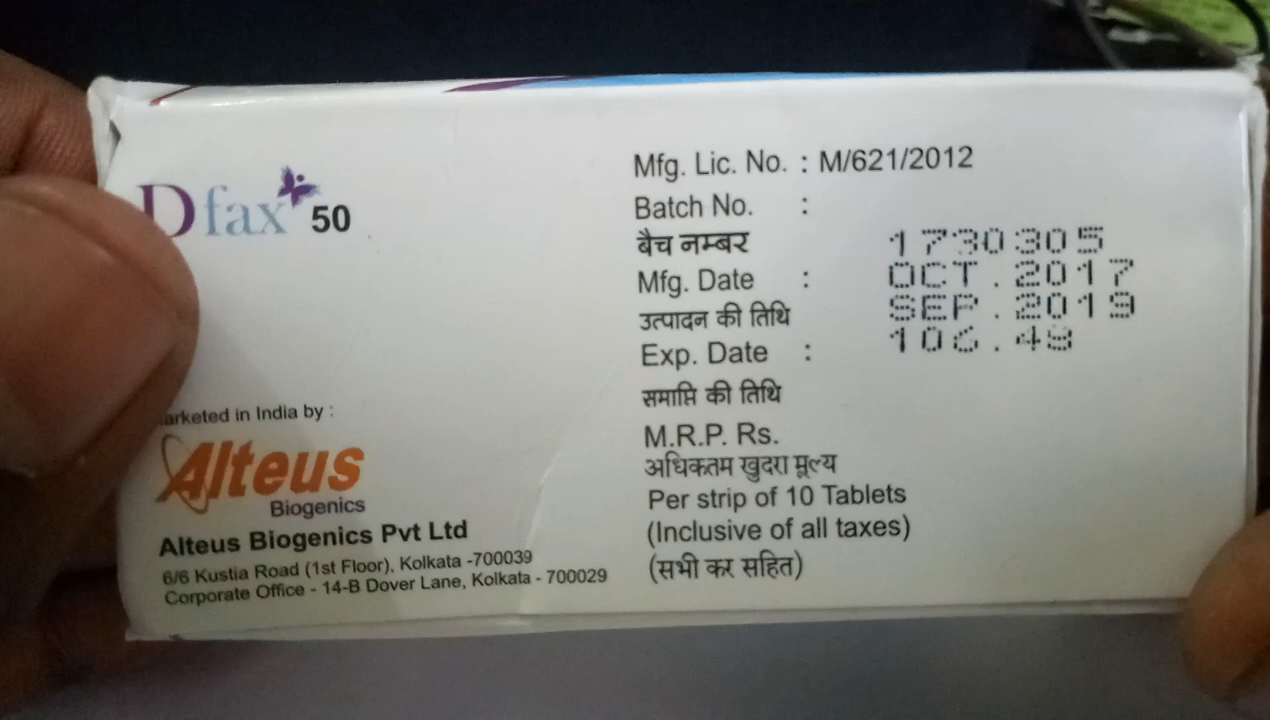 Dfax 50
Mfg. Lic. No. : M/621/2012
Batch No. :
बैच नम्बर 1730305
Mfg. Date : OCT.2017
उत्पादन की तिथि SEP.2019
Exp. Date : 106.48
समाप्ति की तिथि
M.R.P. Rs.
अधिकतम खुदरा मूल्य
Per strip of 10 Tablets
(Inclusive of all taxes)
(सभी कर सहित)
arketed in India by :
Alteus
Biogenics
Alteus Biogenics Pvt Ltd
6/6 Kustia Road (1st Floor), Kolkata -700039
Corporate Office - 14-B Dover Lane, Kolkata - 700029